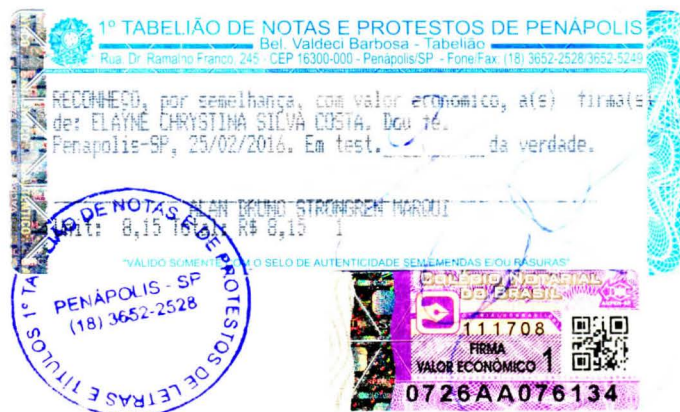 1º TABELIÃO DE NOTAS E PROTESTOS DE PENÁPOLIS
Bel. Valdeci Barbosa - Tabelião
Rua Dr. Ramalho Franco, 245 - CEP 16300-000 - Penápolis/SP - Fone/Fax: (18) 3652-2528/3652-5249
RECONHEÇO, por semelhança, com valor econômico, a(s) firma(s)
de: ELAYNE CHRYSTINA SILVA COSTA. Dou fé.
Penapolis-SP, 25/02/2016. Em test. da verdade.
ALAN BRUNO STRONGREN MARQUI
Unit: 8,15 Total: R$ 8,15 1
"VÁLIDO SOMENTE COM O SELO DE AUTENTICIDADE SEM EMENDAS E/OU RASURAS"
1º TABELIÃO DE NOTAS E DE PROTESTOS DE LETRAS E TÍTULOS
PENÁPOLIS - SP
(18) 3652-2528
COLÉGIO NOTARIAL
DO BRASIL
111708
FIRMA
VALOR ECONÔMICO 1
0726AA076134